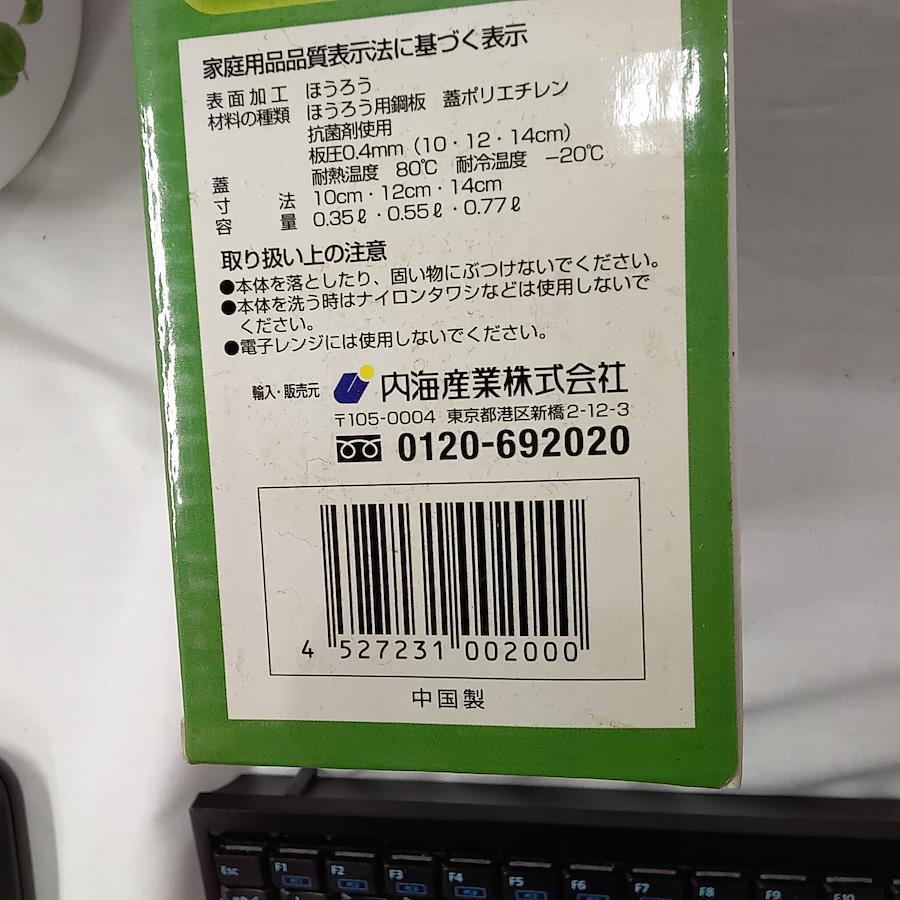 家庭用品品質表示法に基づく表示
表面加工 ほうろう
材料の種類 ほうろう用鋼板 蓋ポリエチレン
抗菌剤使用
板圧0.4mm（10・12・14cm）
蓋 耐熱温度 80℃ 耐冷温度 −20℃
寸法 10cm・12cm・14cm
容量 0.35ℓ・0.55ℓ・0.77ℓ
取り扱い上の注意
●本体を落としたり、固い物にぶつけないでください。
●本体を洗う時はナイロンタワシなどは使用しないで
ください。
●電子レンジには使用しないでください。
輸入・販売元 内海産業株式会社
〒105-0004 東京都港区新橋2-12-3
0120-692020
4 527231 002000
中国製
Esc F1 F2 F3 F4 F5 F6 F7 F8 F9 F10